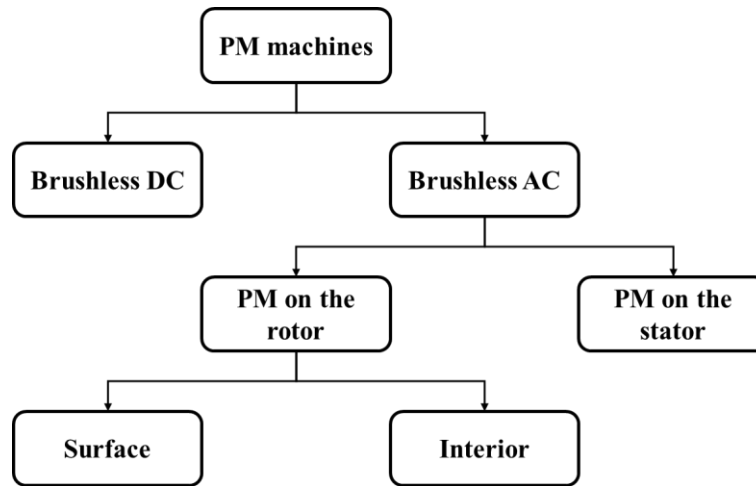 PM machines
Brushless DC
Brushless AC
PM on the
rotor
PM on the
stator
Surface
Interior